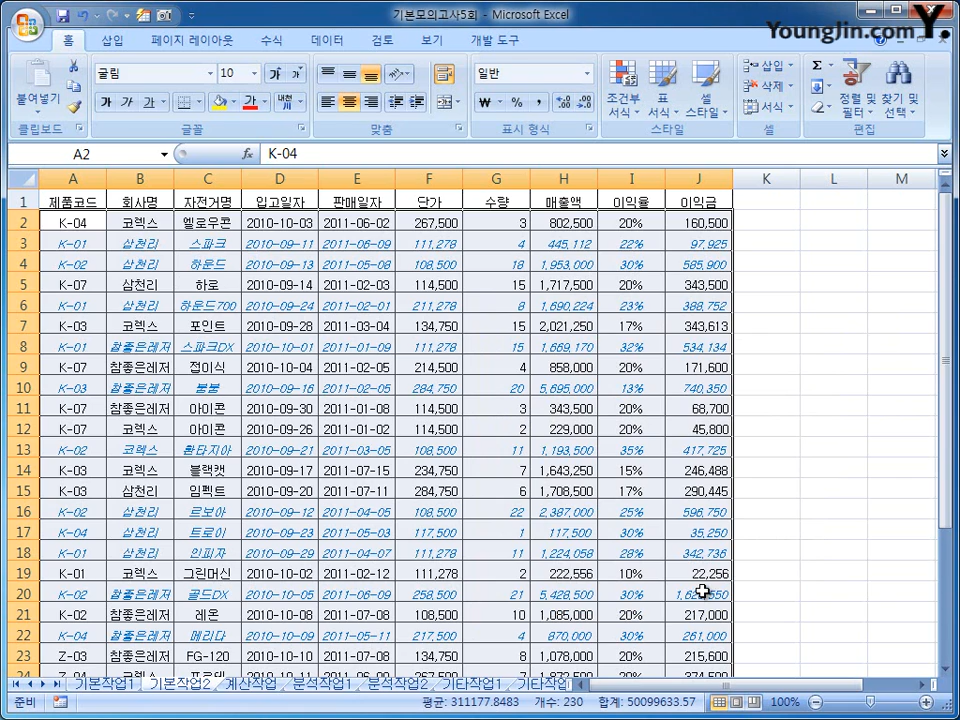 기본모의고사5회 - Microsoft Excel
YoungJin.com Y.
홈 삽입 페이지 레이아웃 수식 데이터 검토 보기 개발 도구
붙여넣기
굴림 10 가 가
일반
가 가 가 가 내천
₩ % ,
조건부 서식 표 서식 셀 스타일
삽입
삭제
서식
Σ
정렬 및 필터 찾기 및 선택
클립보드 글꼴 맞춤 표시 형식 스타일 셀 편집
A2 fx K-04
A B C D E F G H I J K L M
1 제품코드 회사명 자전거명 입고일자 판매일자 단가 수량 매출액 이익율 이익금
2 K-04 코렉스 옐로우콘 2010-10-03 2011-06-02 267,500 3 802,500 20% 160,500
3 K-01 삼천리 스파크 2010-09-11 2011-06-09 111,278 4 445,112 22% 97,925
4 K-02 삼천리 하운드 2010-09-13 2011-05-08 108,500 18 1,953,000 30% 585,900
5 K-07 삼천리 하로 2010-09-14 2011-02-03 114,500 15 1,717,500 20% 343,500
6 K-01 삼천리 하운드700 2010-09-24 2011-02-01 211,278 8 1,690,224 23% 388,752
7 K-03 코렉스 포인트 2010-09-28 2011-03-04 134,750 15 2,021,250 17% 343,613
8 K-01 참좋은레저 스파크DX 2010-10-01 2011-01-09 111,278 15 1,669,170 32% 534,134
9 K-07 참좋은레저 접이식 2010-10-04 2011-02-05 214,500 4 858,000 20% 171,600
10 K-03 참좋은레저 붐붐 2010-09-16 2011-02-05 284,750 20 5,695,000 13% 740,350
11 K-07 참좋은레저 아이콘 2010-09-30 2011-01-08 114,500 3 343,500 20% 68,700
12 K-07 코렉스 아이콘 2010-09-26 2011-01-02 114,500 2 229,000 20% 45,800
13 K-02 코렉스 환타지아 2010-09-21 2011-03-05 108,500 11 1,193,500 35% 417,725
14 K-03 코렉스 블랙캣 2010-09-17 2011-07-15 234,750 7 1,643,250 15% 246,488
15 K-03 삼천리 임펙트 2010-09-20 2011-07-11 284,750 6 1,708,500 17% 290,445
16 K-02 삼천리 르보아 2010-09-12 2011-04-05 108,500 22 2,387,000 25% 596,750
17 K-04 삼천리 트로이 2010-09-23 2011-05-03 117,500 1 117,500 30% 35,250
18 K-01 삼천리 인피자 2010-09-29 2011-04-07 111,278 11 1,224,058 28% 342,736
19 K-01 코렉스 그린머신 2010-10-02 2011-02-12 111,278 2 222,556 10% 22,256
20 K-02 참좋은레저 골드DX 2010-10-05 2011-06-06 258,500 21 5,428,500 30%
21 K-02 참좋은레저 레온 2010-10-08 2011-07-08 108,500 10 1,085,000 20% 217,000
22 K-04 참좋은레저 메리다 2010-10-09 2011-05-11 217,500 4 870,000 30% 261,000
23 Z-03 참좋은레저 FG-120 2010-10-10 2011-07-08 134,750 8 1,078,000 20% 215,600
기본작업1 기본작업2 계산작업 분석작업1 분석작업2 기타작업1 기타작업
준비 평균: 311177.8483 개수: 230 합계: 50099633.57 100%